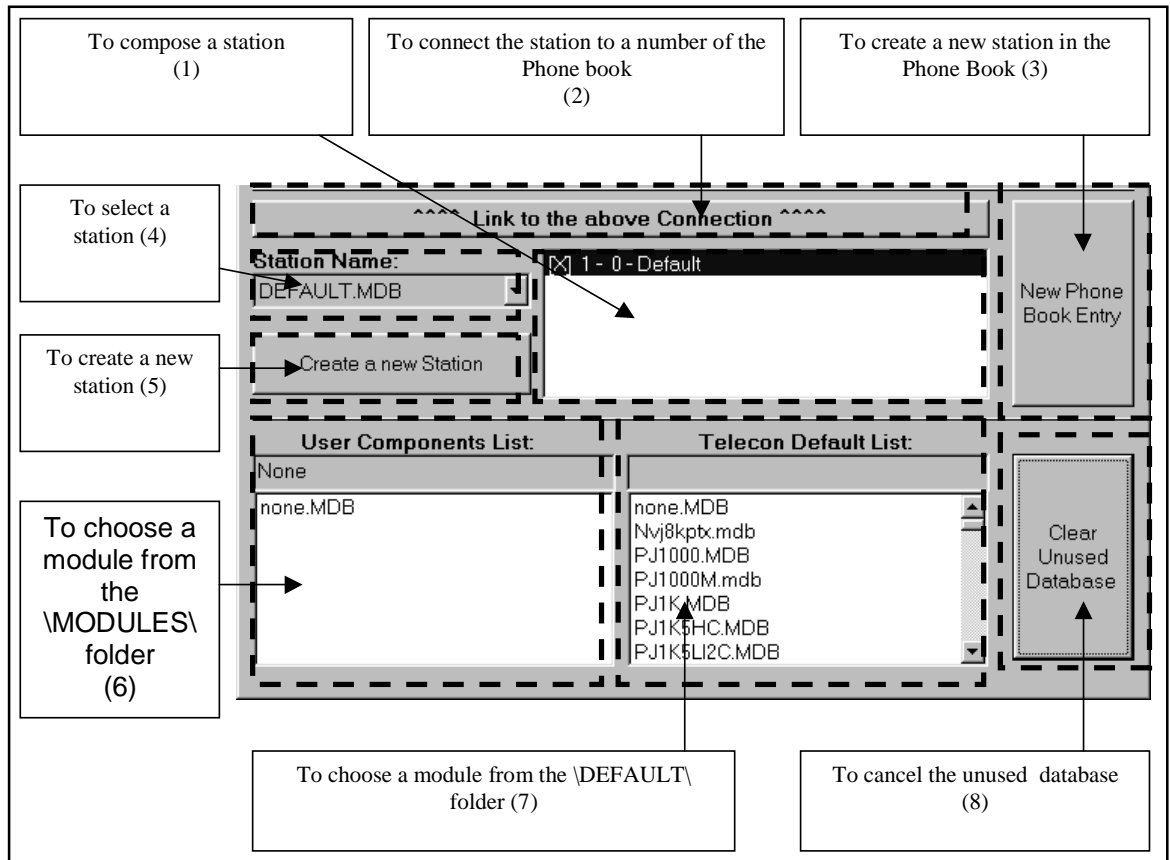 To compose a station
(1)
To connect the station to a number of the
Phone book
(2)
To create a new station in the
Phone Book (3)
To select a
station (4)
^^^^ Link to the above Connection ^^^^
Station Name:
DEFAULT.MDB
[X] 1 - 0 - Default
New Phone
Book Entry
To create a new
station (5)
Create a new Station
User Components List:
None
none.MDB
Telecon Default List:
none.MDB
Nvj8kptx.mdb
PJ1000.MDB
PJ1000M.mdb
PJ1K.MDB
PJ1K5HC.MDB
PJ1K5LI2C.MDB
Clear
Unused
Database
To choose a
module from
the
\MODULES\
folder
(6)
To choose a module from the \DEFAULT\
folder (7)
To cancel the unused database
(8)